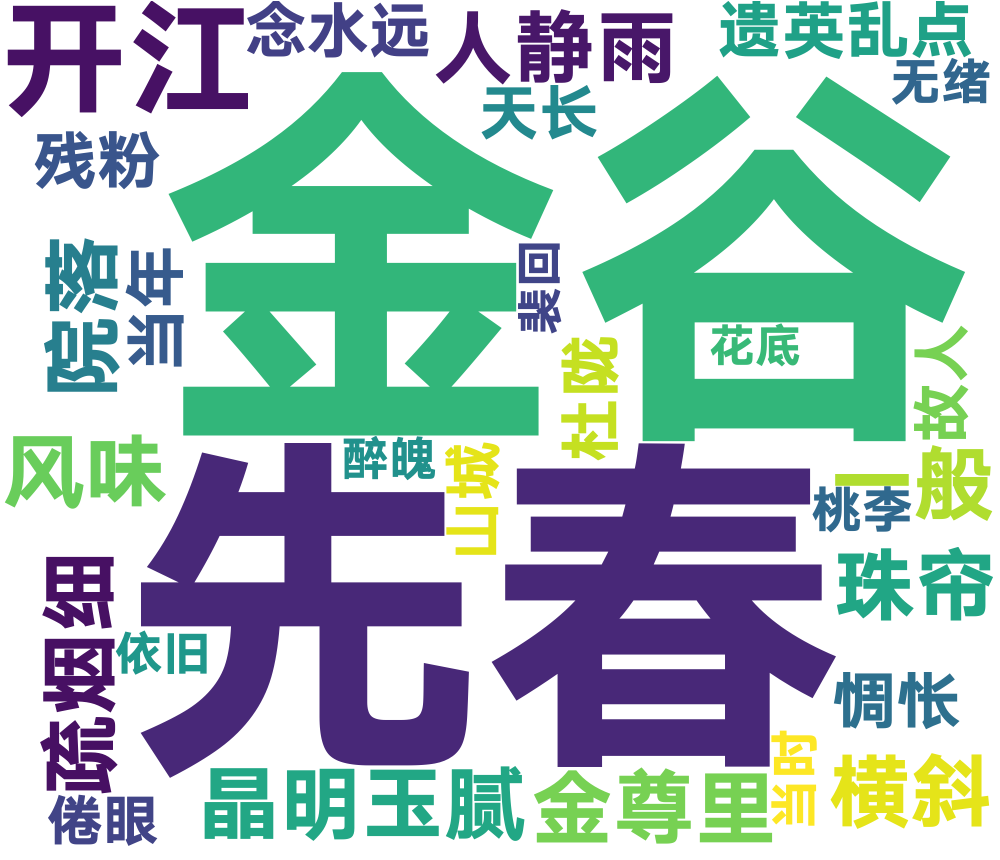 开江
念水远
人静雨
遗英乱点
无绪
天长
残粉
金谷
院落
当年
裴回
花底
杜陇
故人
风味
醉魄
山城
一般
桃李
先春
珠帘
疏烟细
依旧
惆怅
当时
倦眼
晶明玉腻
金尊里
横斜